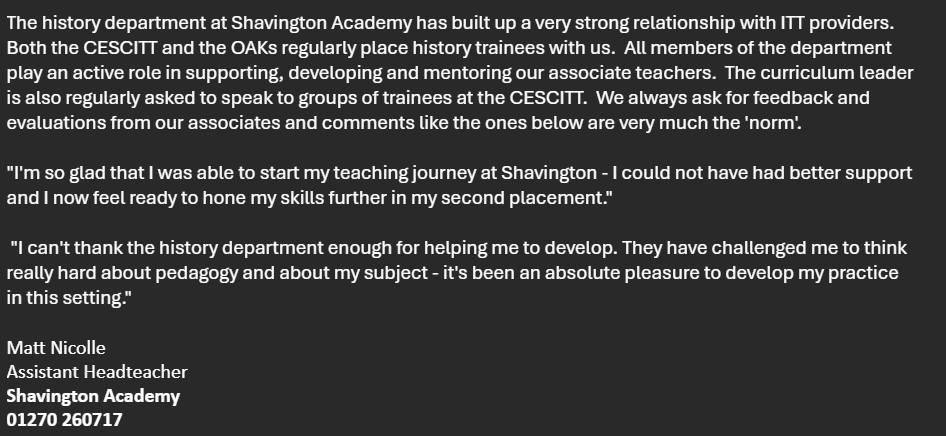 The history department at Shavington Academy has built up a very strong relationship with ITT providers.
Both the CESCITT and the OAKs regularly place history trainees with us.  All members of the department
play an active role in supporting, developing and mentoring our associate teachers.  The curriculum leader
is also regularly asked to speak to groups of trainees at the CESCITT.  We always ask for feedback and
evaluations from our associates and comments like the ones below are very much the 'norm'.
"I'm so glad that I was able to start my teaching journey at Shavington - I could not have had better support
and I now feel ready to hone my skills further in my second placement."
"I can't thank the history department enough for helping me to develop. They have challenged me to think
really hard about pedagogy and about my subject - it's been an absolute pleasure to develop my practice
in this setting."
Matt Nicolle
Assistant Headteacher
Shavington Academy
01270 260717